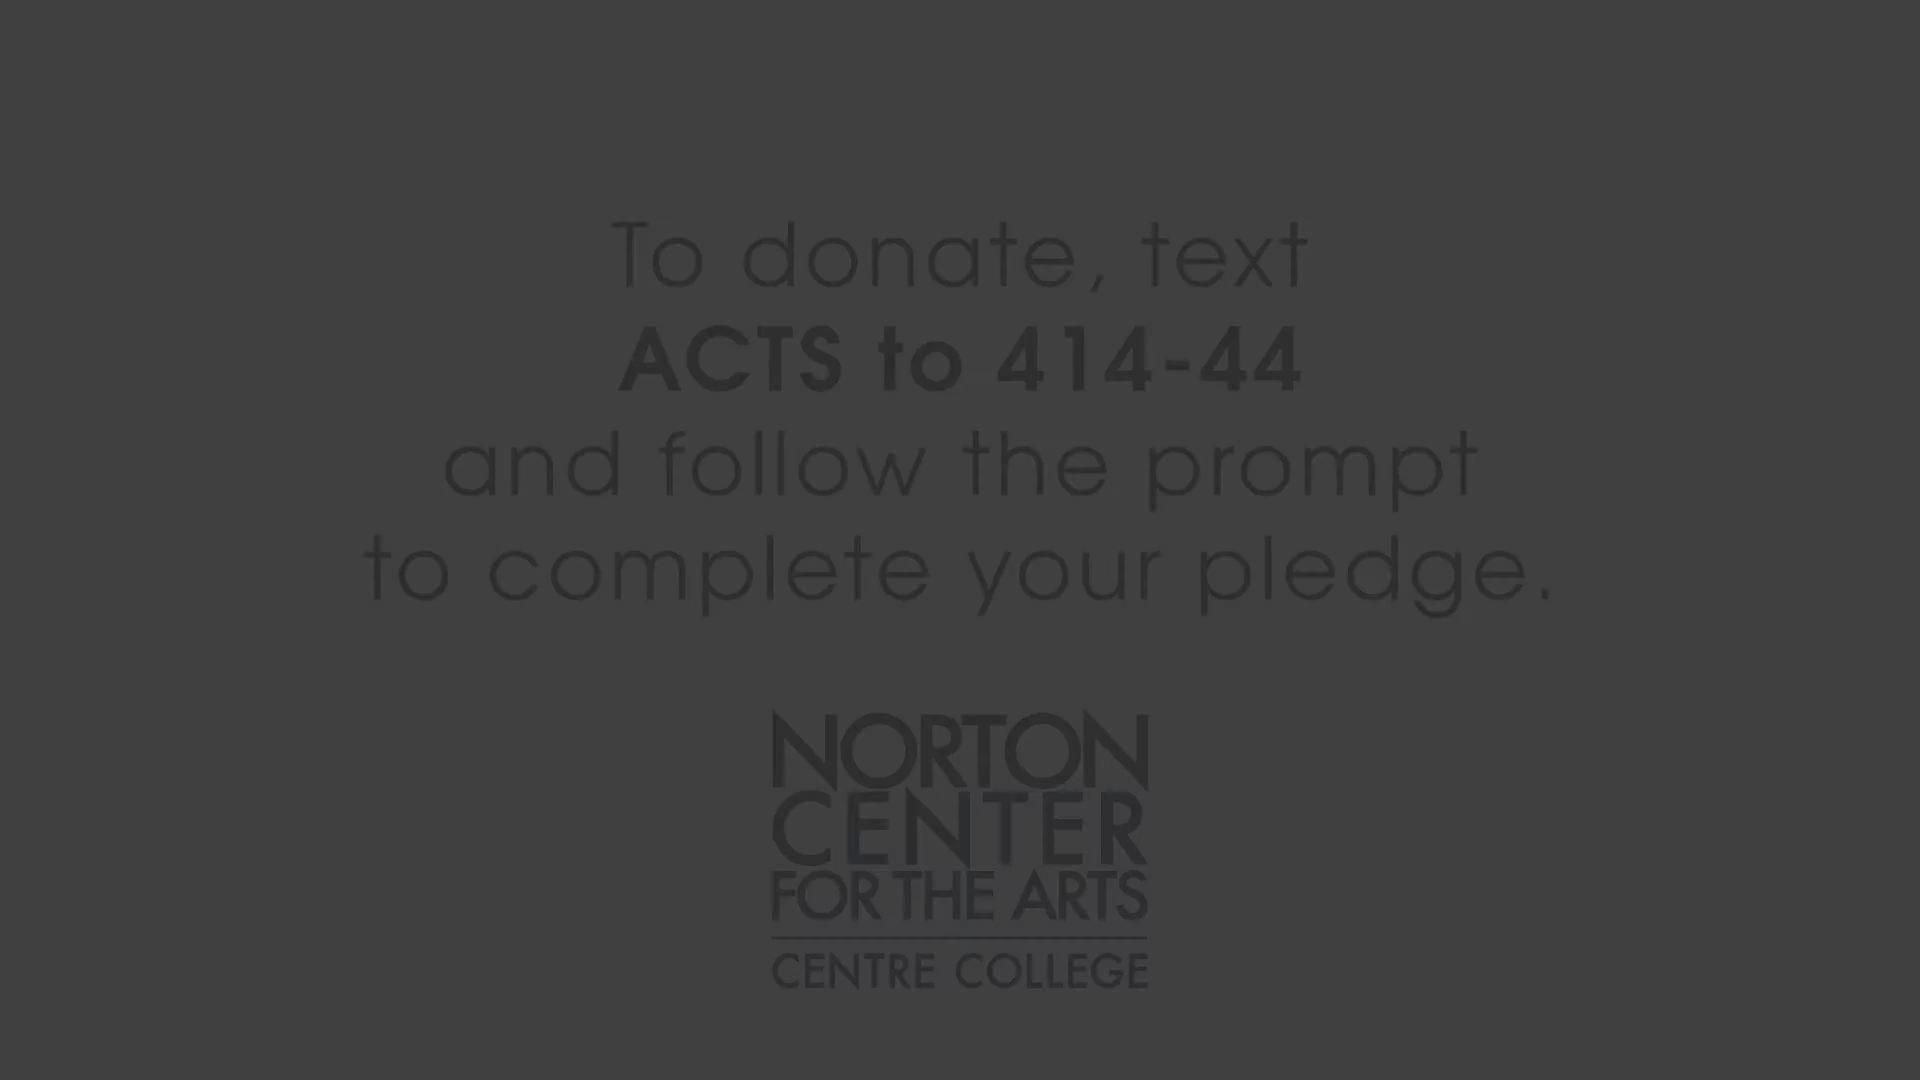 To donate, text
ACTS to 414-44
and follow the prompt
to complete your pledge.
NORTON
CENTER
FOR THE ARTS
CENTRE COLLEGE